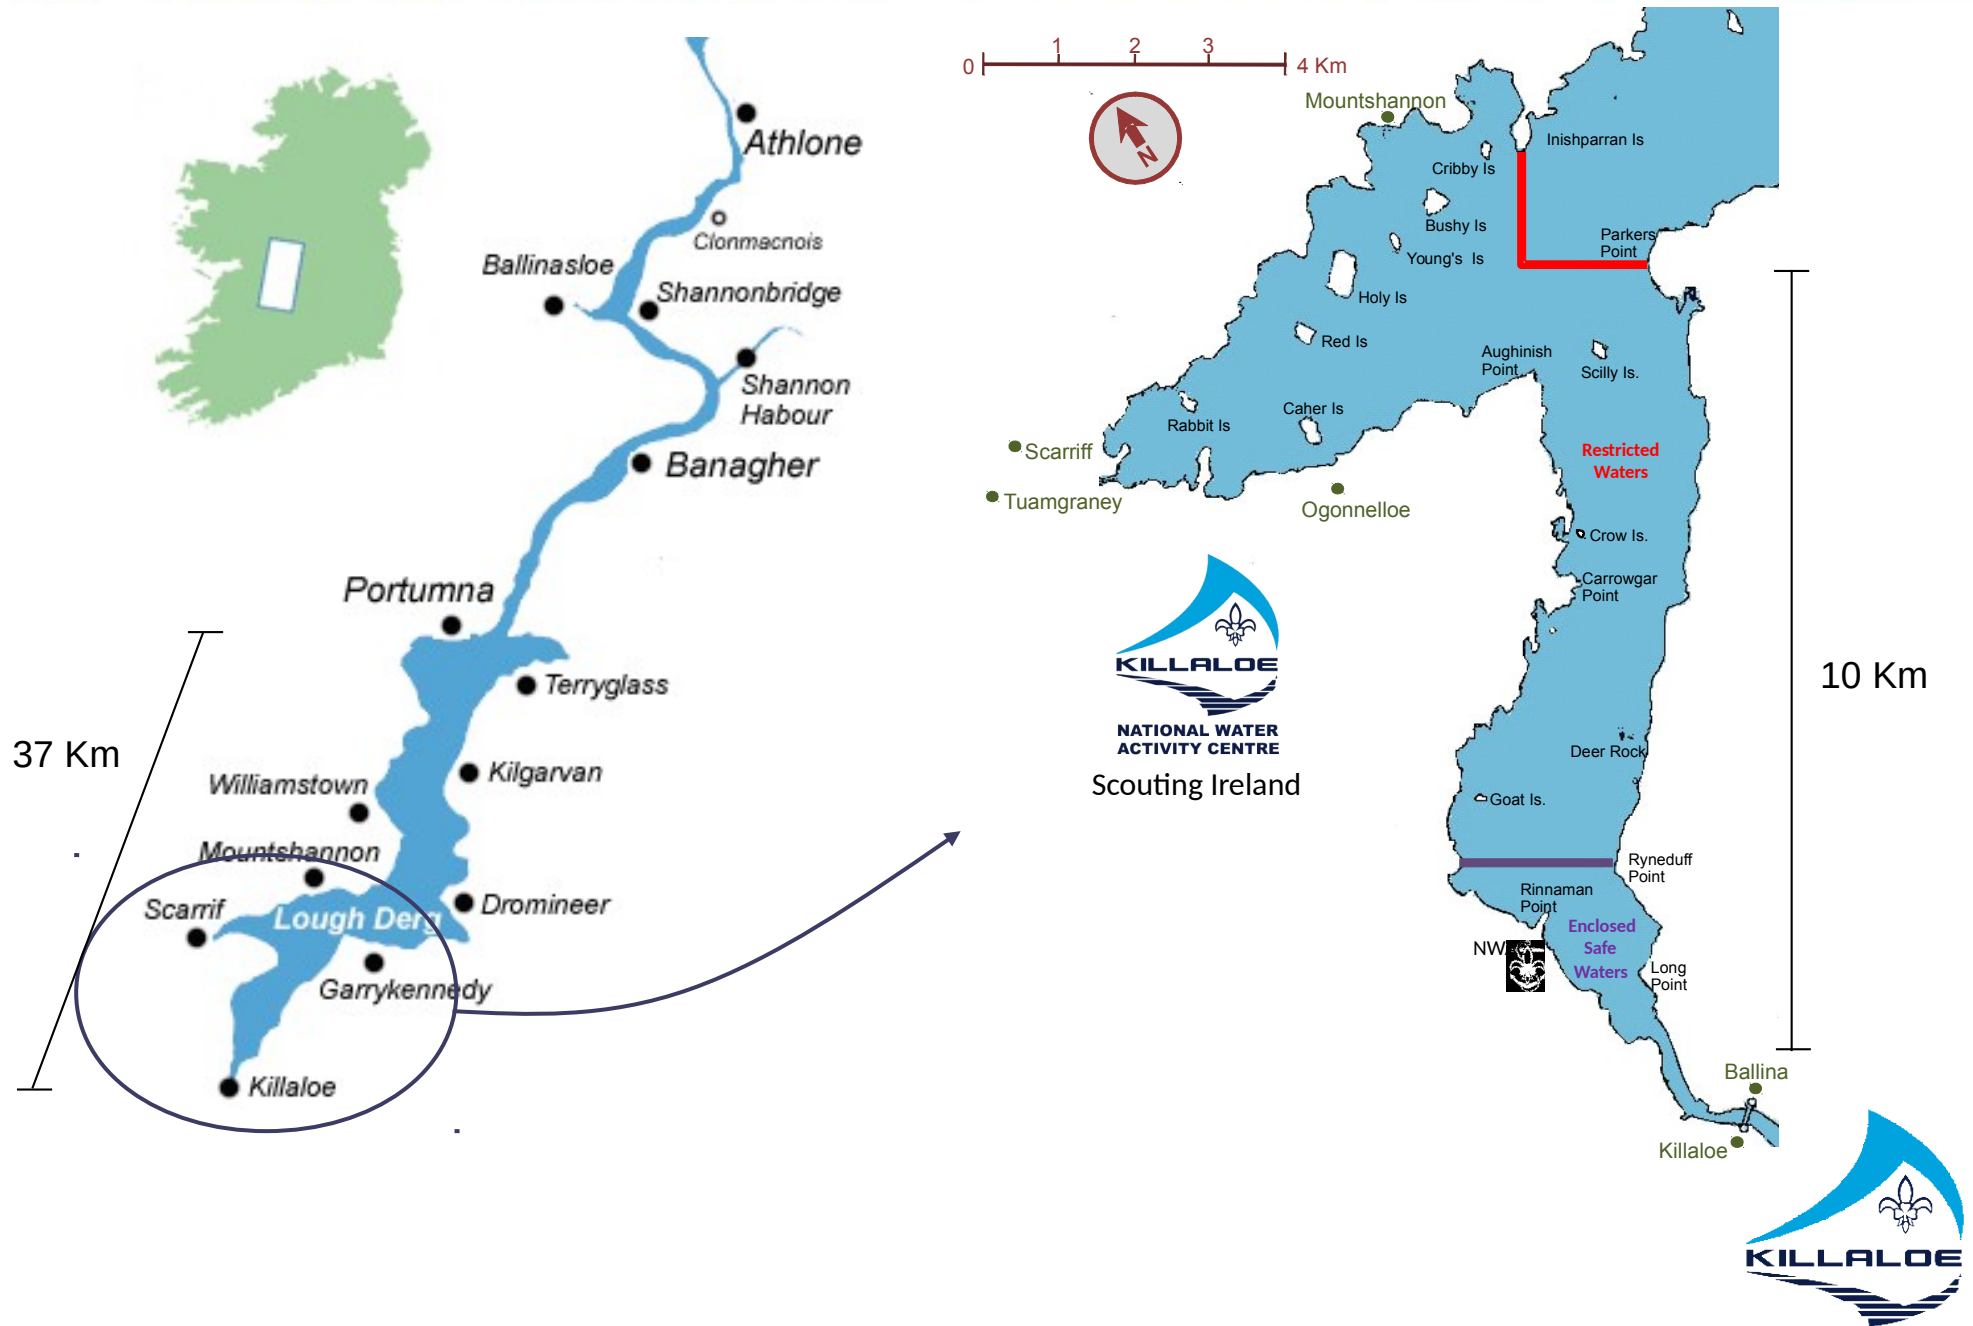 Athlone
Clonmacnois
Ballinasloe
Shannonbridge
Shannon
Habour
Banagher
Portumna
Terryglass
37 Km
Kilgarvan
Williamstown
Mountshannon
Scarrif
Lough Derg
Dromineer
Garrykennedy
Killaloe
0
1
2
3
4 Km
N
Mountshannon
Inishparran Is
Cribby Is
Bushy Is
Parkers
Point
Young's Is
Holy Is
Red Is
Aughinish
Point
Scilly Is.
Caher Is
Rabbit Is
Scarriff
Tuamgraney
Ogonnelloe
Restricted
Waters
Crow Is.
Carrowgar
Point
KILLALOE
NATIONAL WATER
ACTIVITY CENTRE
Scouting Ireland
10 Km
Deer Rock
Goat Is.
Ryneduff
Point
Rinnaman
Point
Enclosed
Safe
Waters
NW
Long
Point
Ballina
Killaloe
KILLALOE